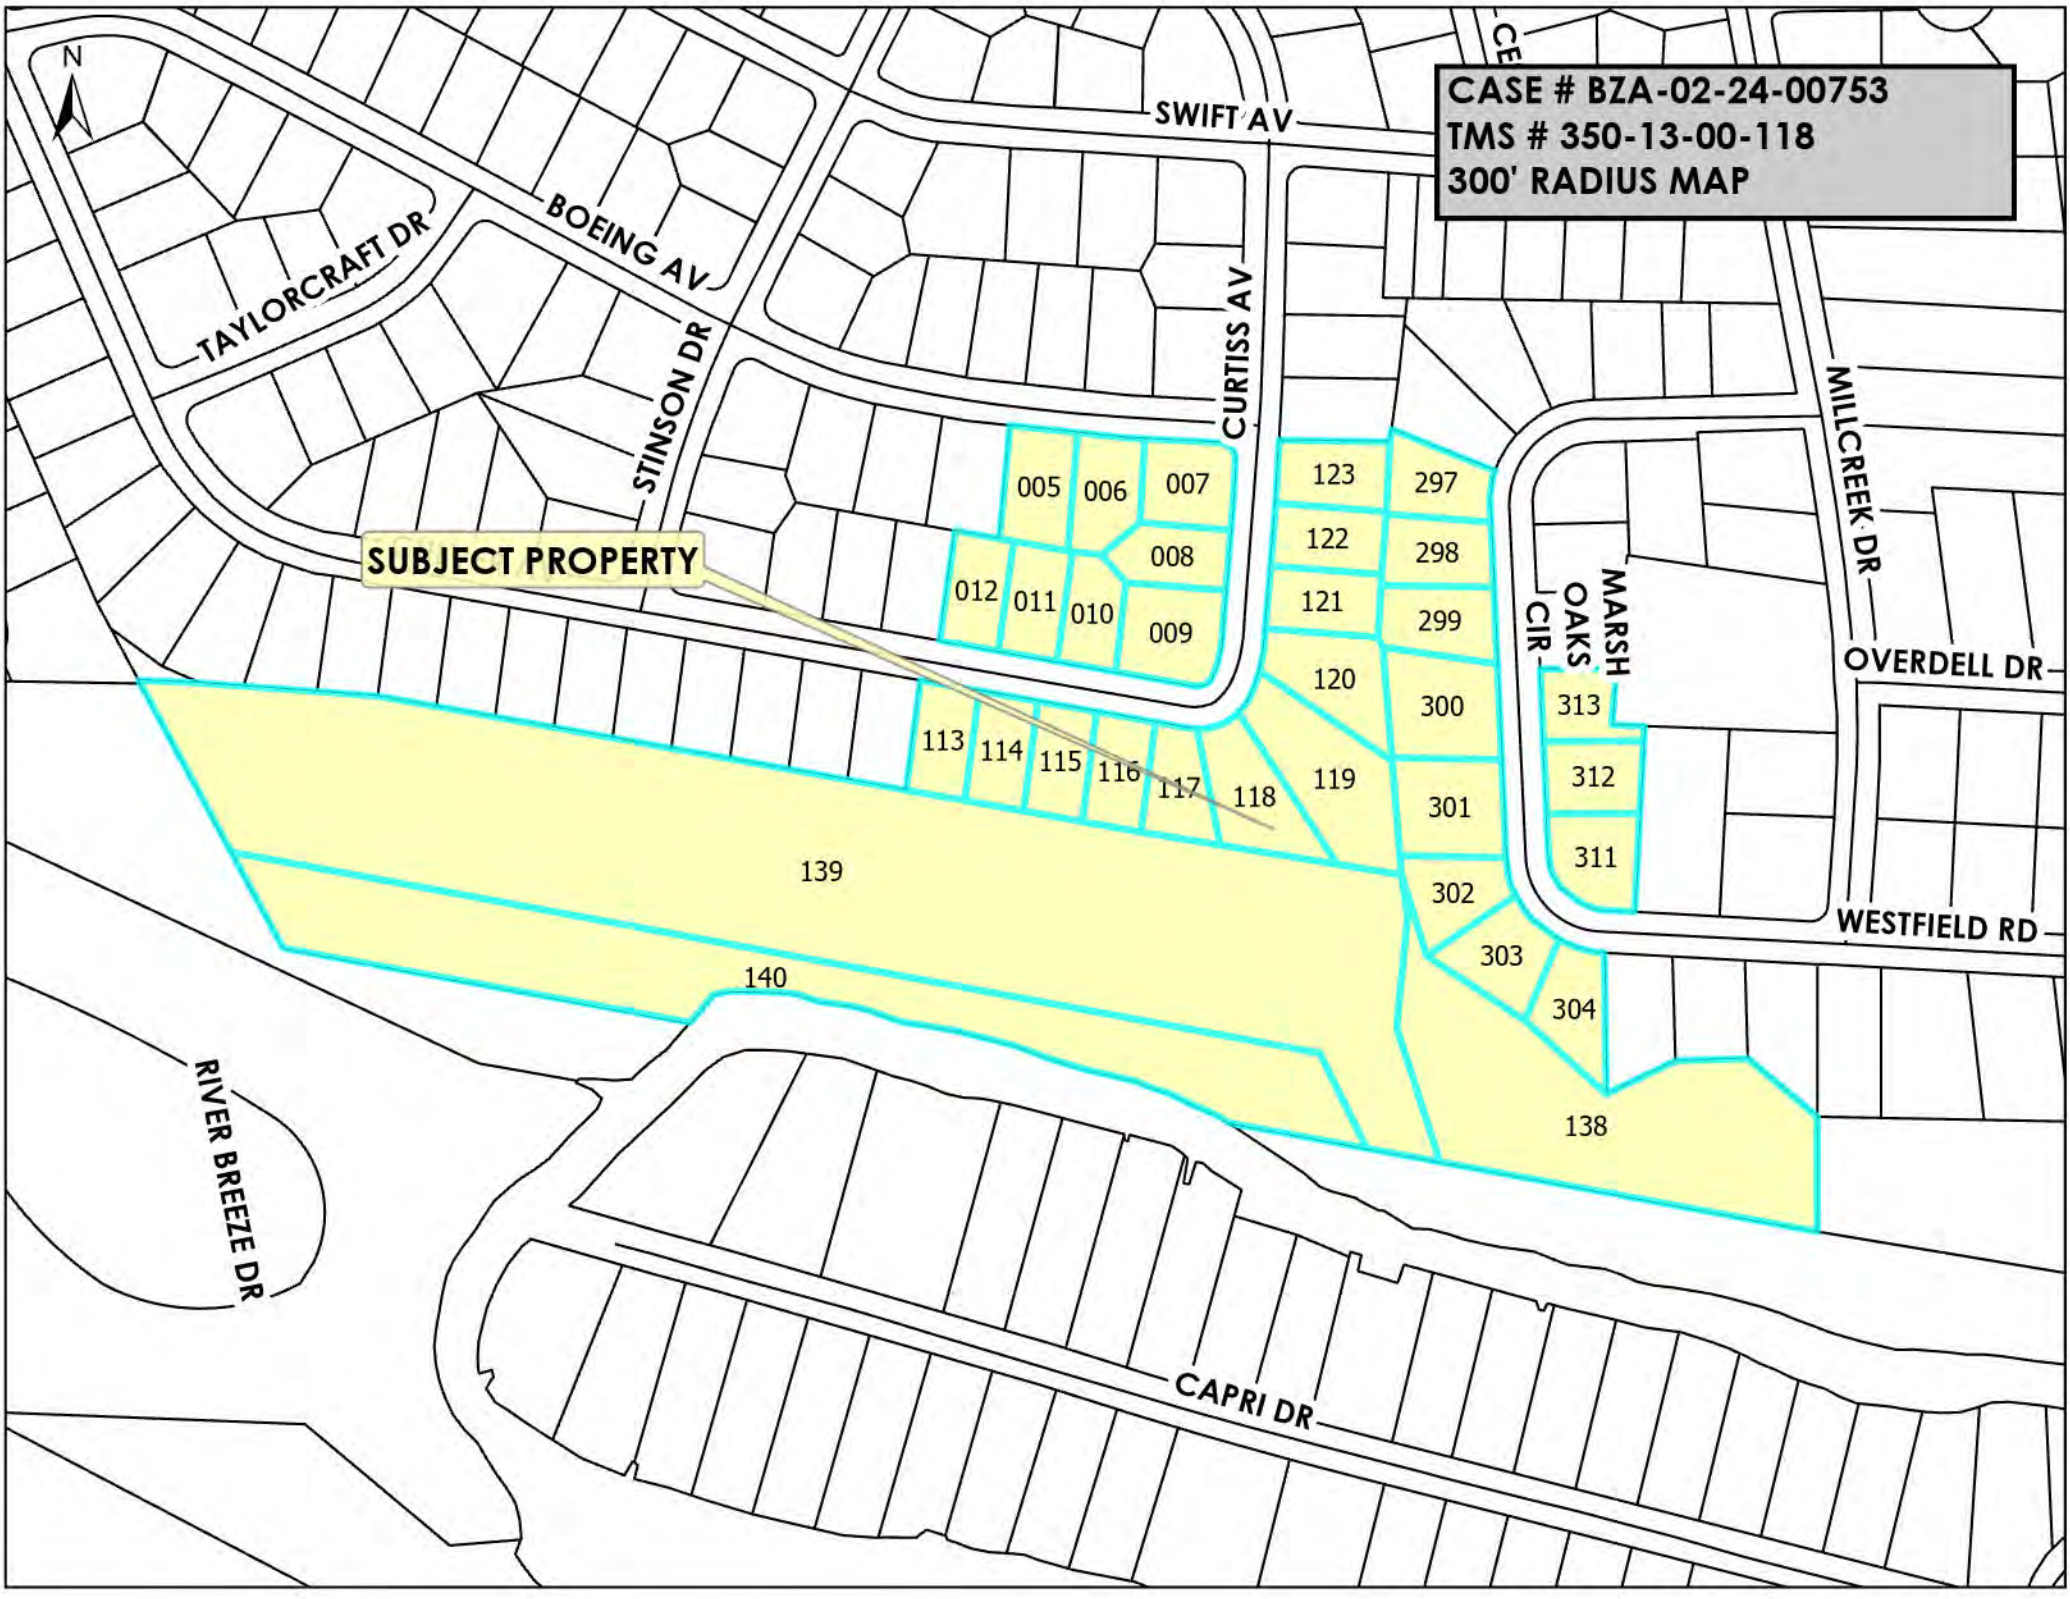 N
CE
CASE # BZA-02-24-00753
TMS # 350-13-00-118
300' RADIUS MAP
SWIFT AV
BOEING AV
TAYLORCRAFT DR
STINSON DR
CURTISS AV
MILLCREEK DR
SUBJECT PROPERTY
005
006
007
008
012
011
010
009
123
297
122
298
121
299
120
300
MARSH
OAKS
CIR
OVERDELL DR
313
312
311
113
114
115
116
117
118
119
301
302
303
304
WESTFIELD RD
139
140
138
RIVER BREEZE DR
CAPRI DR